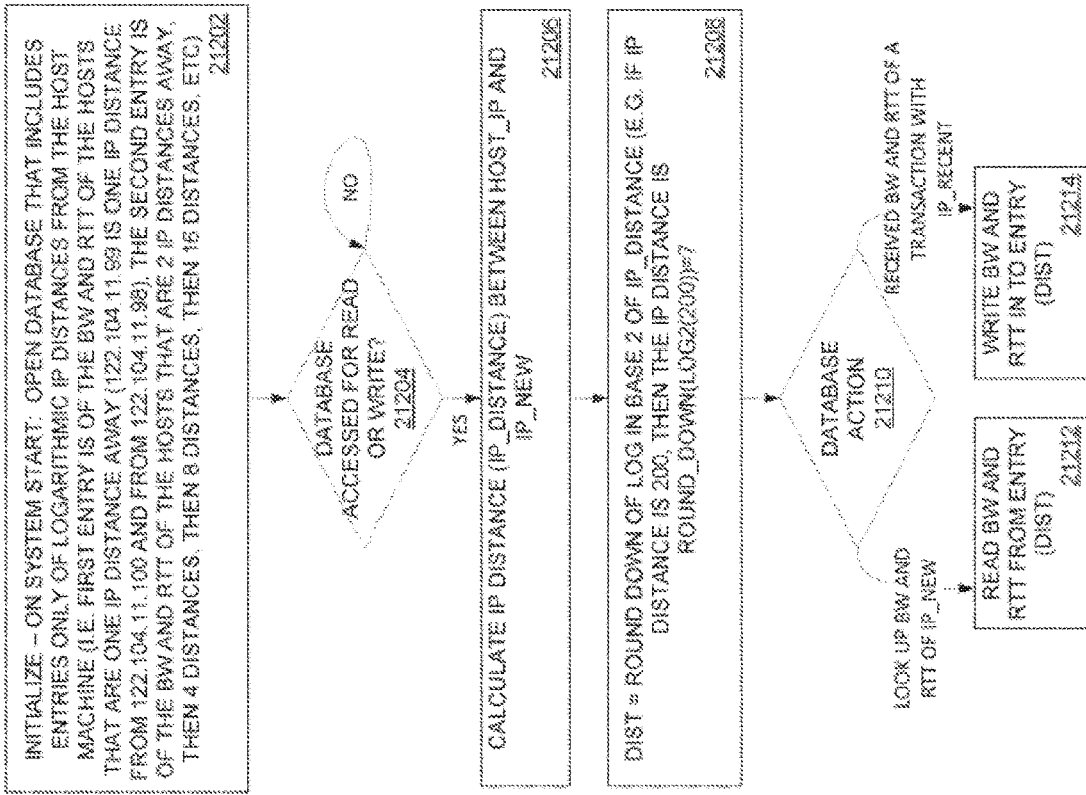 INITIALIZE – ON SYSTEM START: OPEN DATABASE THAT INCLUDES
ENTRIES ONLY OF LOGARITHMIC IP DISTANCES FROM THE HOST
MACHINE (I.E. FIRST ENTRY IS OF THE BW AND RTT OF THE HOSTS
THAT ARE ONE IP DISTANCE AWAY (122.104.11.99 IS ONE IP DISTANCE
FROM 122.104.11.100 AND FROM 122.104.11.98), THE SECOND ENTRY IS
OF THE BW AND RTT OF THE HOSTS THAT ARE 2 IP DISTANCES AWAY,
THEN 4 DISTANCES, THEN 8 DISTANCES, THEN 16 DISTANCES, ETC)
21202
DATABASE
ACCESSED FOR READ
OR WRITE?
21204
NO
YES
CALCULATE IP DISTANCE (IP_DISTANCE) BETWEEN HOST_IP AND
IP_NEW
21206
DIST = ROUND DOWN OF LOG IN BASE 2 OF IP_DISTANCE (E.G. IF IP
DISTANCE IS 200, THEN THE IP DISTANCE IS
ROUND_DOWN(LOG2(200))=7
21208
DATABASE
ACTION
21210
LOOK UP BW AND
RTT OF IP_NEW
RECEIVED BW AND RTT OF A
TRANSACTION WITH
IP_RECENT
READ BW AND
RTT FROM ENTRY
(DIST)
21212
WRITE BW AND
RTT IN TO ENTRY
(DIST)
21214